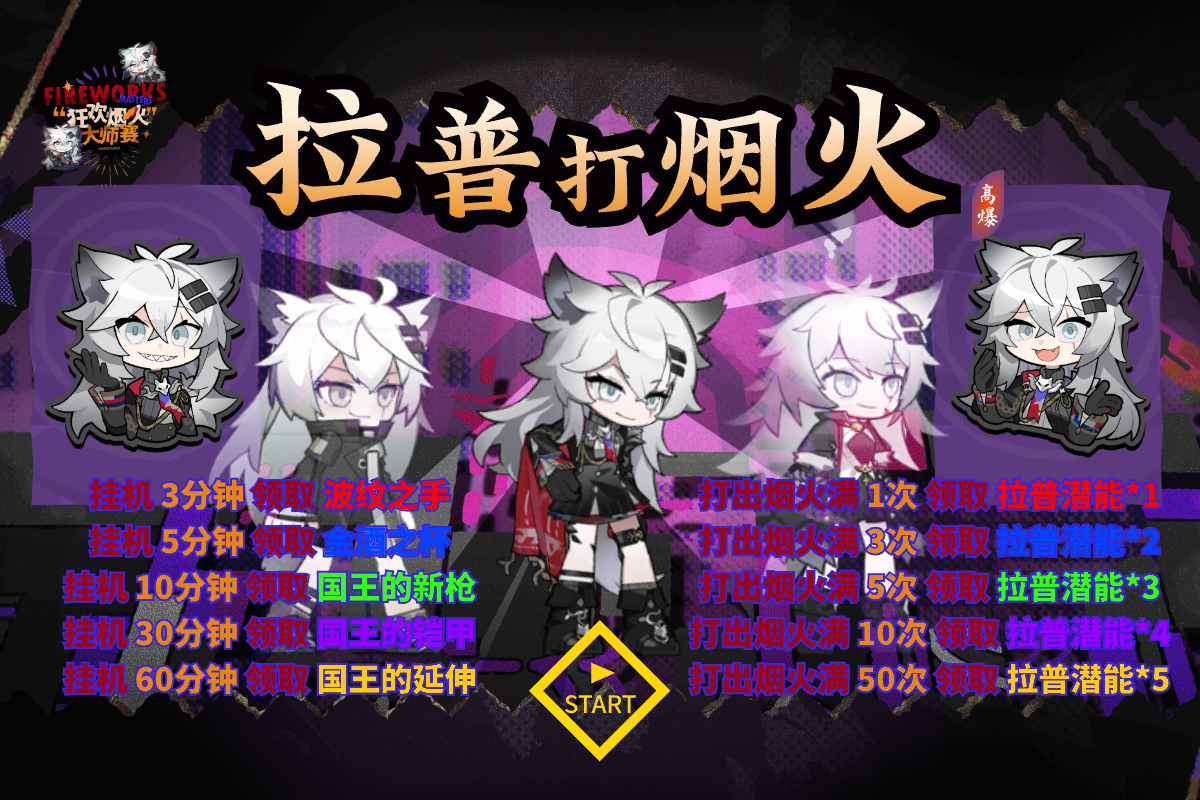 FIREWORKS
MASTERS
“狂欢烟火”
大师赛
拉普打烟火
高爆
挂机 3分钟 领取 波纹之手
挂机 5分钟 领取 金酒之杯
挂机 10分钟 领取 国王的新枪
挂机 30分钟 领取 国王的铠甲
挂机 60分钟 领取 国王的延伸
打出烟火满 1次 领取 拉普潜能*1
打出烟火满 3次 领取 拉普潜能*2
打出烟火满 5次 领取 拉普潜能*3
打出烟火满 10次 领取 拉普潜能*4
打出烟火满 50次 领取 拉普潜能*5
START